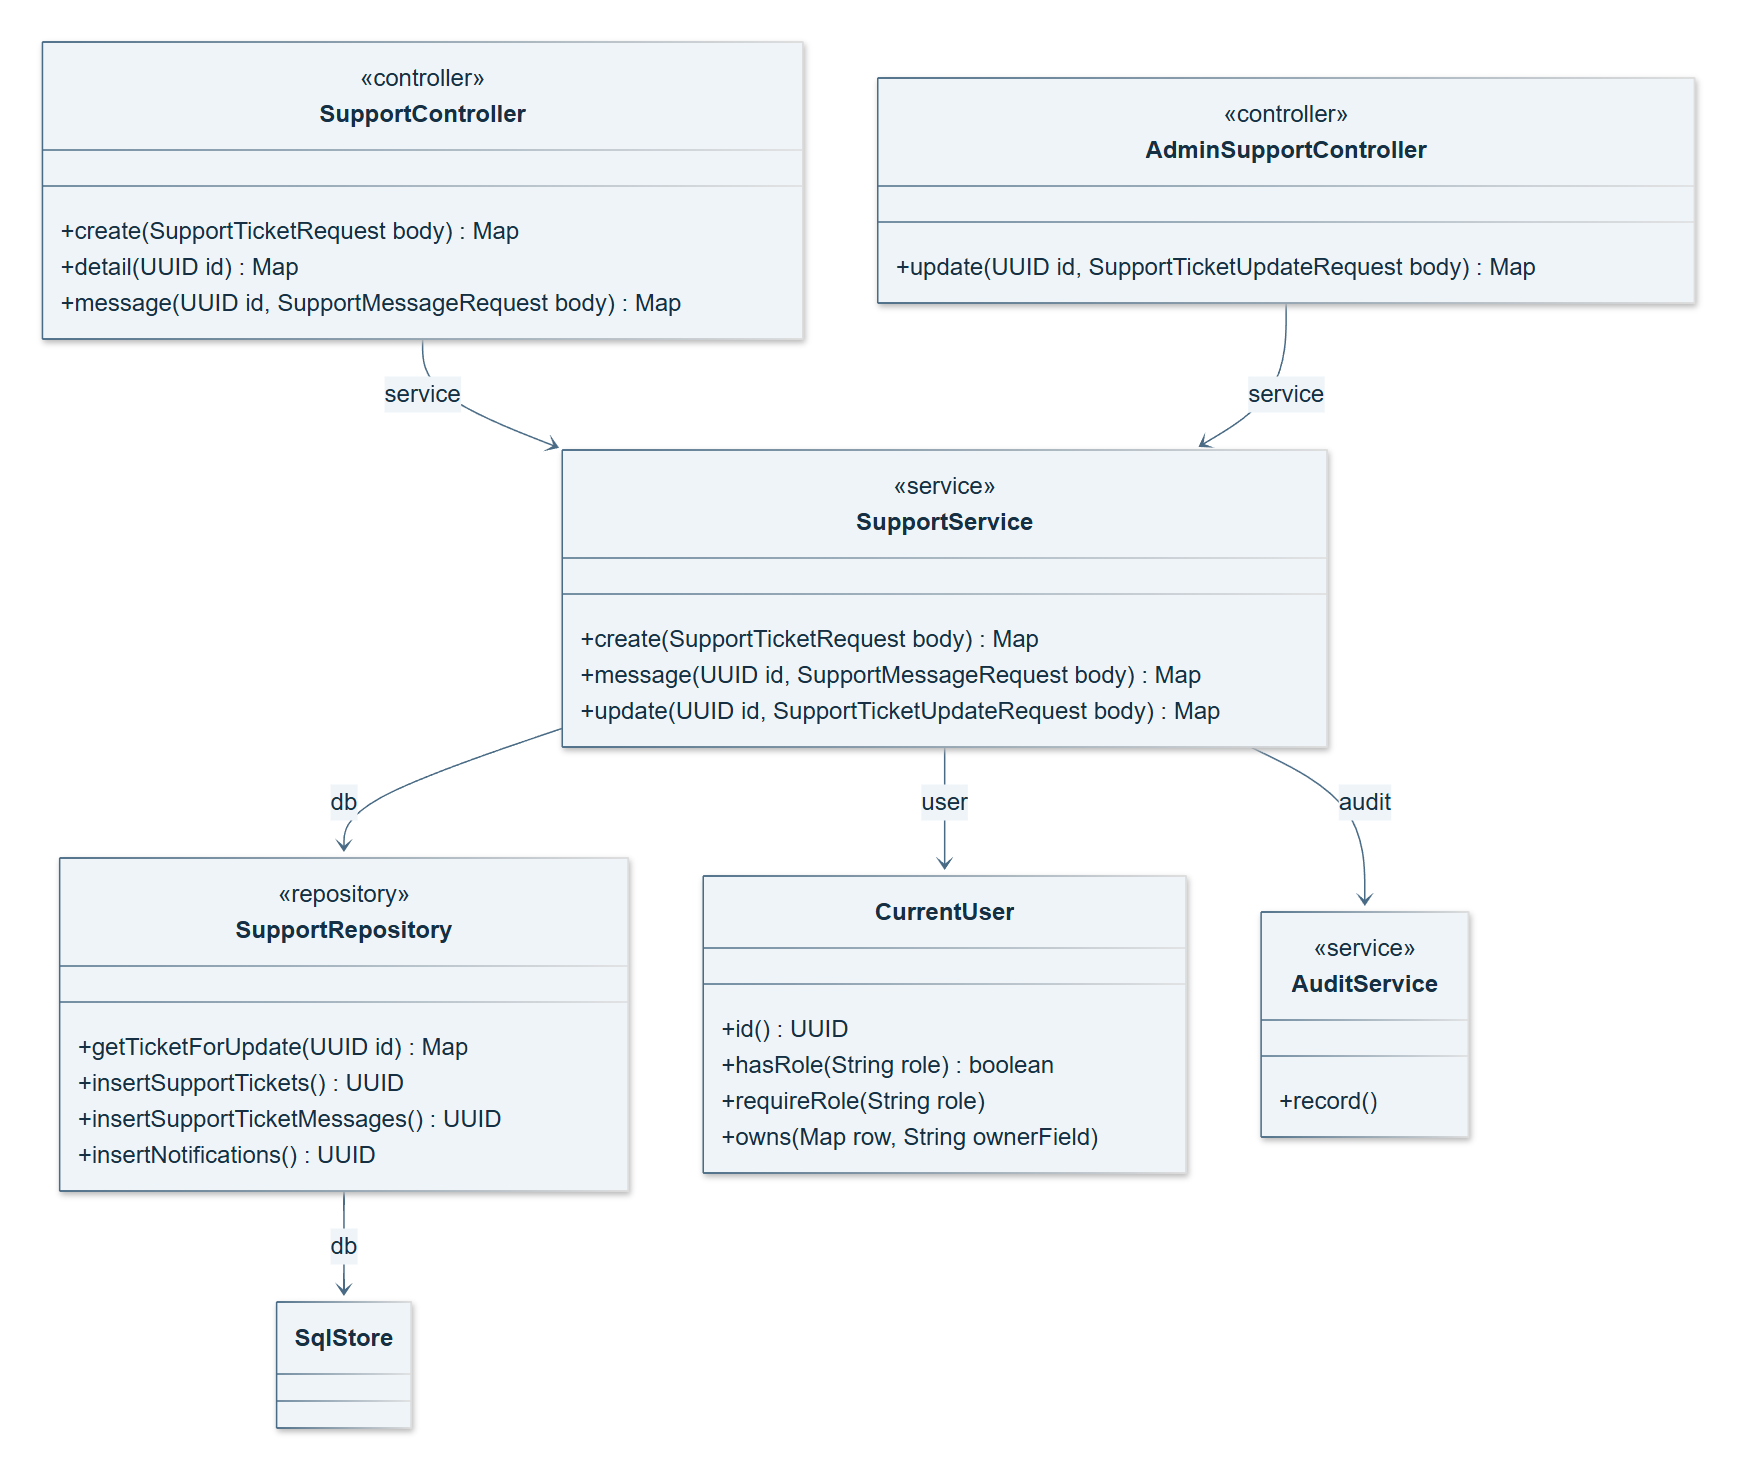 «controller»
SupportController
+create(SupportTicketRequest body) : Map
+detail(UUID id) : Map
+message(UUID id, SupportMessageRequest body) : Map
«controller»
AdminSupportController
+update(UUID id, SupportTicketUpdateRequest body) : Map
service
service
«service»
SupportService
+create(SupportTicketRequest body) : Map
+message(UUID id, SupportMessageRequest body) : Map
+update(UUID id, SupportTicketUpdateRequest body) : Map
db
user
audit
«repository»
SupportRepository
+getTicketForUpdate(UUID id) : Map
+insertSupportTickets() : UUID
+insertSupportTicketMessages() : UUID
+insertNotifications() : UUID
CurrentUser
+id() : UUID
+hasRole(String role) : boolean
+requireRole(String role)
+owns(Map row, String ownerField)
«service»
AuditService
+record()
db
SqlStore